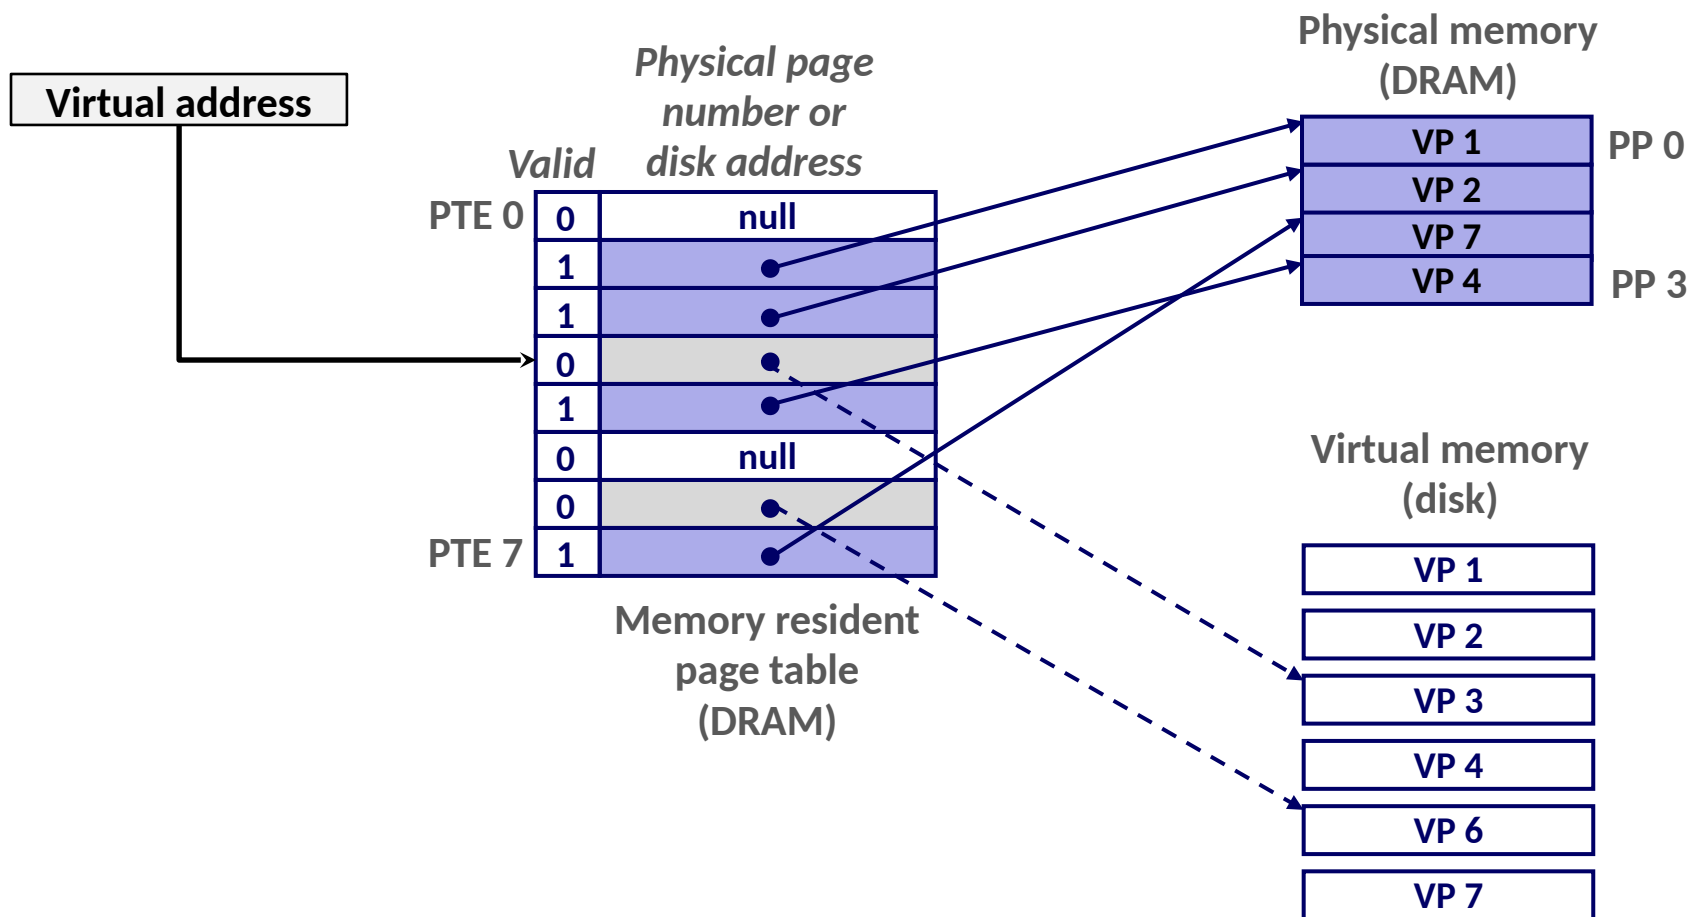 Virtual address
Physical page
number or
disk address
Valid
PTE 0
0
null
1
1
0
1
0
null
0
PTE 7
1
Memory resident
page table
(DRAM)
Physical memory
(DRAM)
VP 1
PP 0
VP 2
VP 7
VP 4
PP 3
Virtual memory
(disk)
VP 1
VP 2
VP 3
VP 4
VP 6
VP 7